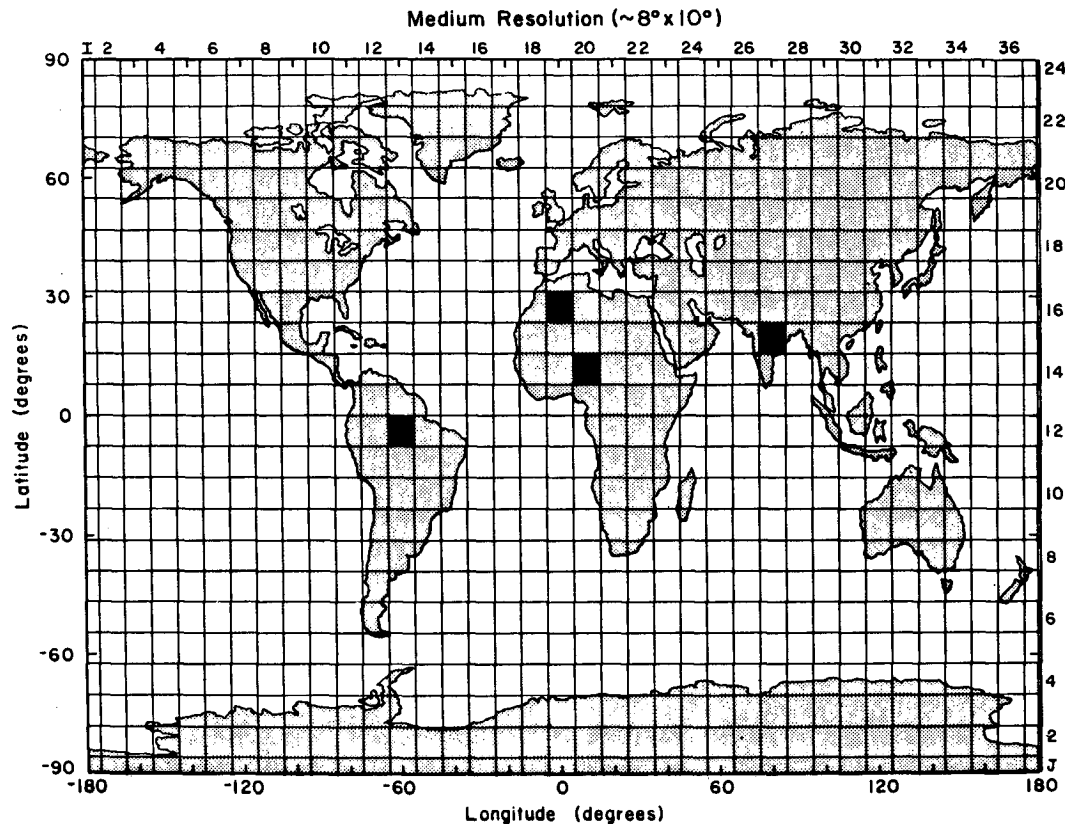 Medium Resolution (~8°x10°)
I 2 4 6 8 10 12 14 16 18 20 22 24 26 28 30 32 34 36
90 24
22
60 20
18
30 16
14
0 12
10
-30 8
6
-60 4
2
-90 J
-180 -120 -60 0 60 120 180
Latitude (degrees)
Longitude (degrees)